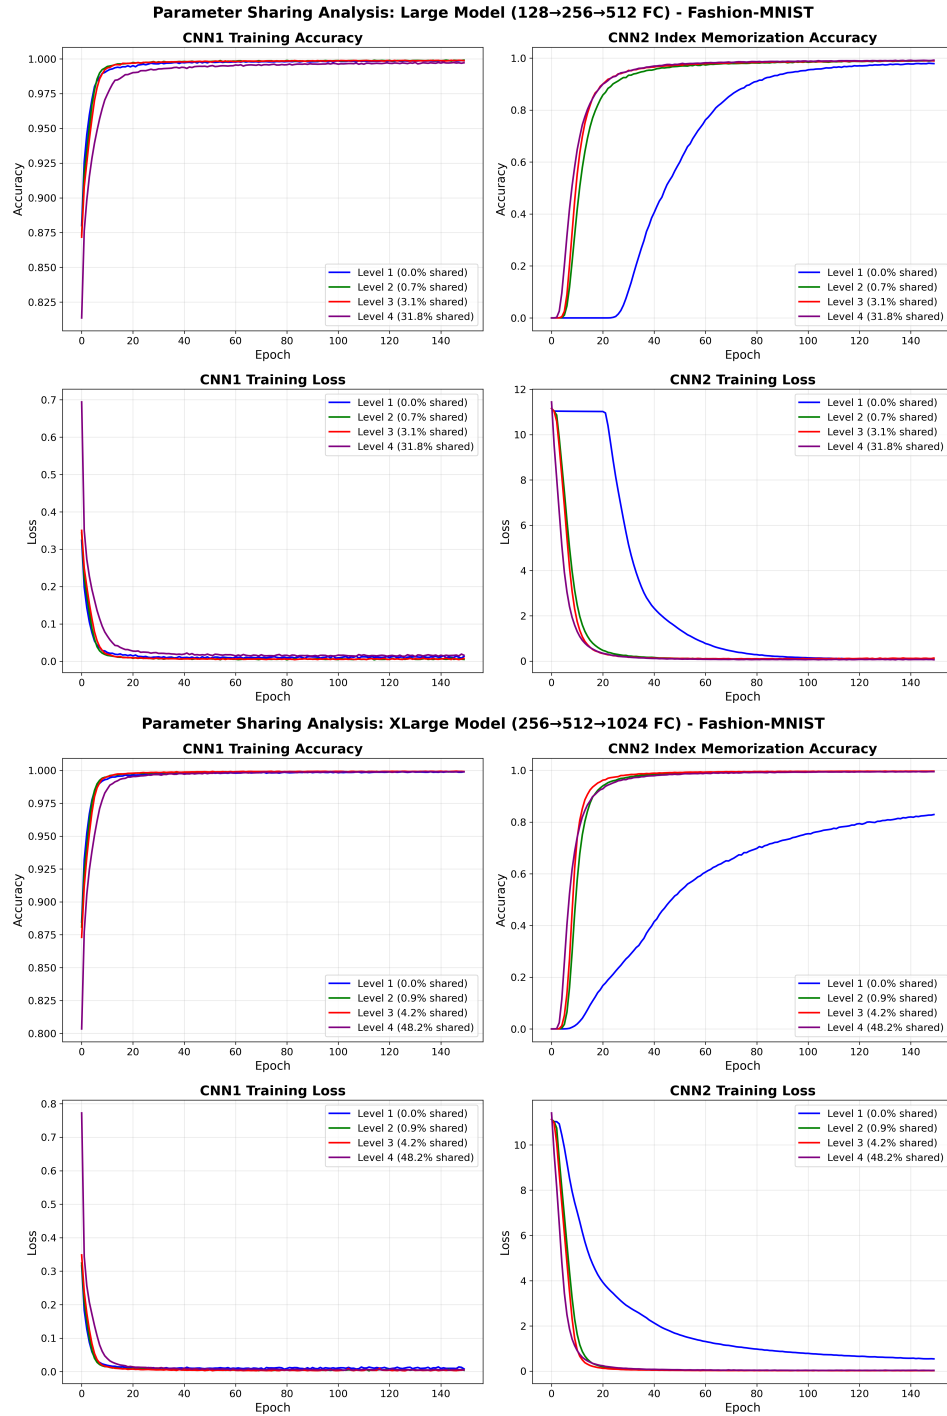 Parameter Sharing Analysis: Large Model (128→256→512 FC) - Fashion-MNIST
CNN1 Training Accuracy
Accuracy
1.000
0.975
0.950
0.925
0.900
0.875
0.850
0.825
Level 1 (0.0% shared)
Level 2 (0.7% shared)
Level 3 (3.1% shared)
Level 4 (31.8% shared)
0 20 40 60 80 100 120 140
Epoch
CNN2 Index Memorization Accuracy
Accuracy
1.0
0.8
0.6
0.4
0.2
0.0
Level 1 (0.0% shared)
Level 2 (0.7% shared)
Level 3 (3.1% shared)
Level 4 (31.8% shared)
0 20 40 60 80 100 120 140
Epoch
CNN1 Training Loss
Loss
0.7
0.6
0.5
0.4
0.3
0.2
0.1
0.0
Level 1 (0.0% shared)
Level 2 (0.7% shared)
Level 3 (3.1% shared)
Level 4 (31.8% shared)
0 20 40 60 80 100 120 140
Epoch
CNN2 Training Loss
Loss
12
10
8
6
4
2
0
Level 1 (0.0% shared)
Level 2 (0.7% shared)
Level 3 (3.1% shared)
Level 4 (31.8% shared)
0 20 40 60 80 100 120 140
Epoch
Parameter Sharing Analysis: XLarge Model (256→512→1024 FC) - Fashion-MNIST
CNN1 Training Accuracy
Accuracy
1.000
0.975
0.950
0.925
0.900
0.875
0.850
0.825
0.800
Level 1 (0.0% shared)
Level 2 (0.9% shared)
Level 3 (4.2% shared)
Level 4 (48.2% shared)
0 20 40 60 80 100 120 140
Epoch
CNN2 Index Memorization Accuracy
Accuracy
1.0
0.8
0.6
0.4
0.2
0.0
Level 1 (0.0% shared)
Level 2 (0.9% shared)
Level 3 (4.2% shared)
Level 4 (48.2% shared)
0 20 40 60 80 100 120 140
Epoch
CNN1 Training Loss
Loss
0.8
0.7
0.6
0.5
0.4
0.3
0.2
0.1
0.0
Level 1 (0.0% shared)
Level 2 (0.9% shared)
Level 3 (4.2% shared)
Level 4 (48.2% shared)
0 20 40 60 80 100 120 140
Epoch
CNN2 Training Loss
Loss
10
8
6
4
2
0
Level 1 (0.0% shared)
Level 2 (0.9% shared)
Level 3 (4.2% shared)
Level 4 (48.2% shared)
0 20 40 60 80 100 120 140
Epoch